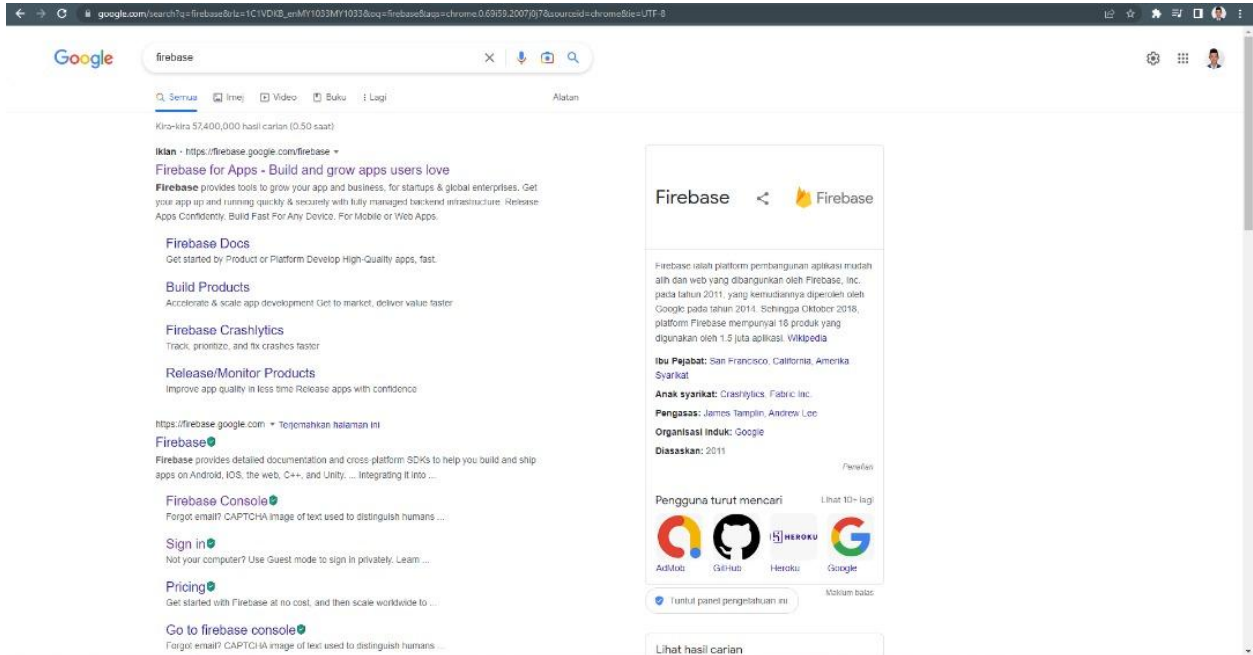 google.com/search?q=firebase&rlz=1C1VDKB_enMY1033MY1033&oq=firebase&aqs=chrome.0.69i59.2007j0j7&sourceid=chrome&ie=UTF-8
Google
firebase
Semua Imej Video Buku Lagi Alatan
Kira-kira 57,400,000 hasil carian (0.50 saat)
Iklan · https://firebase.google.com/firebase
Firebase for Apps - Build and grow apps users love
Firebase provides tools to grow your app and business, for startups & global enterprises. Get
your app up and running quickly & securely with fully managed backend infrastructure. Release
Apps Confidently. Build Fast For Any Device. For Mobile or Web Apps.
Firebase Docs
Get started by Product or Platform Develop High-Quality apps, fast.
Build Products
Accelerate & scale app development Get to market, deliver value faster
Firebase Crashlytics
Track, prioritize, and fix crashes faster
Release/Monitor Products
Improve app quality in less time Release apps with confidence
https://firebase.google.com Terjemahkan halaman ini
Firebase
Firebase provides detailed documentation and cross-platform SDKs to help you build and ship
apps on Android, iOS, the web, C++, and Unity. ... Integrating it into ...
Firebase Console
Forgot email? CAPTCHA image of text used to distinguish humans ...
Sign in
Not your computer? Use Guest mode to sign in privately. Learn ...
Pricing
Get started with Firebase at no cost, and then scale worldwide to ...
Go to firebase console
Forgot email? CAPTCHA image of text used to distinguish humans ...
Firebase
Firebase
Firebase ialah platform pembangunan aplikasi mudah
alih dan web yang dibangunkan oleh Firebase, Inc.
pada tahun 2011, yang kemudiannya diperoleh oleh
Google pada tahun 2014. Sehingga Oktober 2018,
platform Firebase mempunyai 18 produk yang
digunakan oleh 1.5 juta aplikasi. Wikipedia
Ibu Pejabat: San Francisco, California, Amerika
Syarikat
Anak syarikat: Crashlytics, Fabric Inc.
Pengasas: James Tamplin, Andrew Lee
Organisasi induk: Google
Diasaskan: 2011
Penafian
Pengguna turut mencari Lihat 10+ lagi
HEROKU
AdMob GitHub Heroku Google
Tuntut panel pengetahuan ini
Maklum balas
Lihat hasil carian